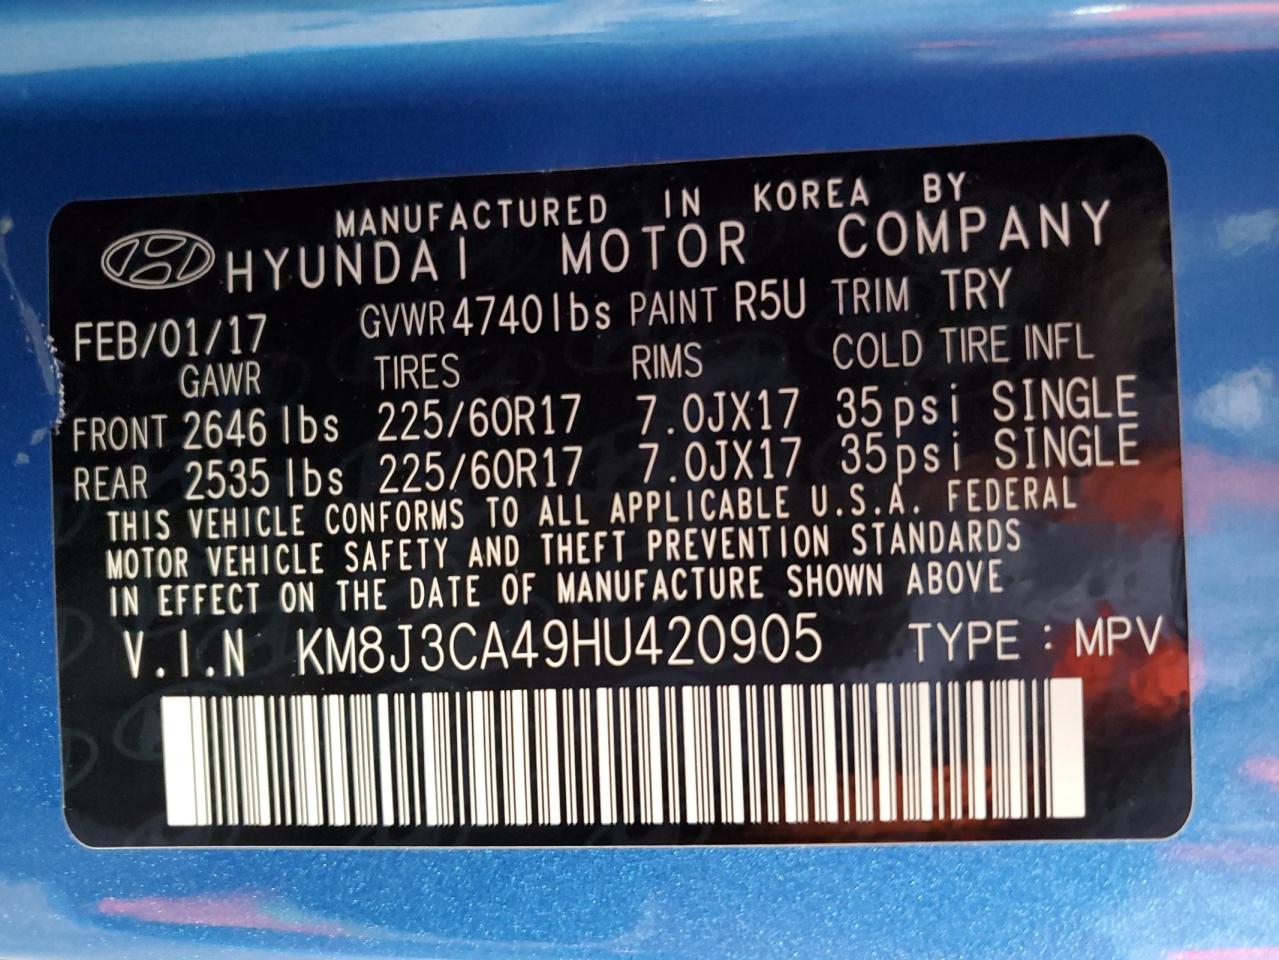 MANUFACTURED IN KOREA BY
HYUNDAI MOTOR COMPANY
FEB/01/17 GVWR 4740lbs PAINT R5U TRIM TRY
GAWR TIRES RIMS COLD TIRE INFL
FRONT 2646 lbs 225/60R17 7.0JX17 35psi SINGLE
REAR 2535 lbs 225/60R17 7.0JX17 35psi SINGLE
THIS VEHICLE CONFORMS TO ALL APPLICABLE U.S.A. FEDERAL
MOTOR VEHICLE SAFETY AND THEFT PREVENTION STANDARDS
IN EFFECT ON THE DATE OF MANUFACTURE SHOWN ABOVE
V.I.N KM8J3CA49HU420905 TYPE : MPV